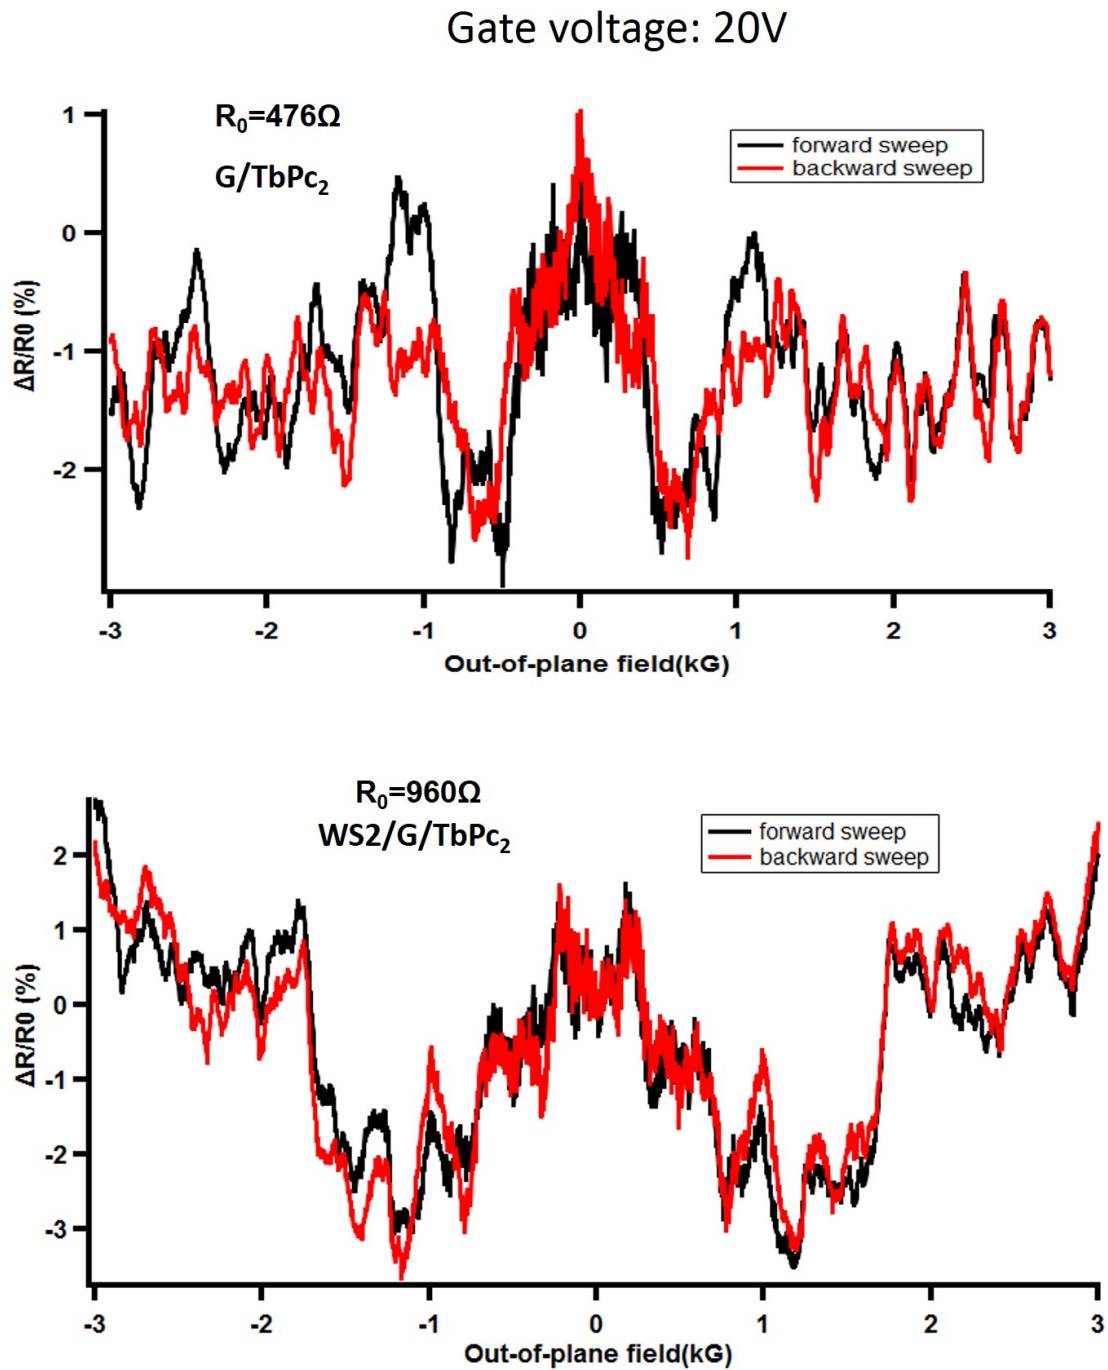 Gate voltage: 20V
R₀=476Ω
G/TbPc₂
forward sweep
backward sweep
1
0
-1
-2
ΔR/R0 (%)
-3 -2 -1 0 1 2 3
Out-of-plane field(kG)
R₀=960Ω
WS2/G/TbPc₂
forward sweep
backward sweep
2
1
0
-1
-2
-3
ΔR/R0 (%)
-3 -2 -1 0 1 2 3
Out-of-plane field(kG)